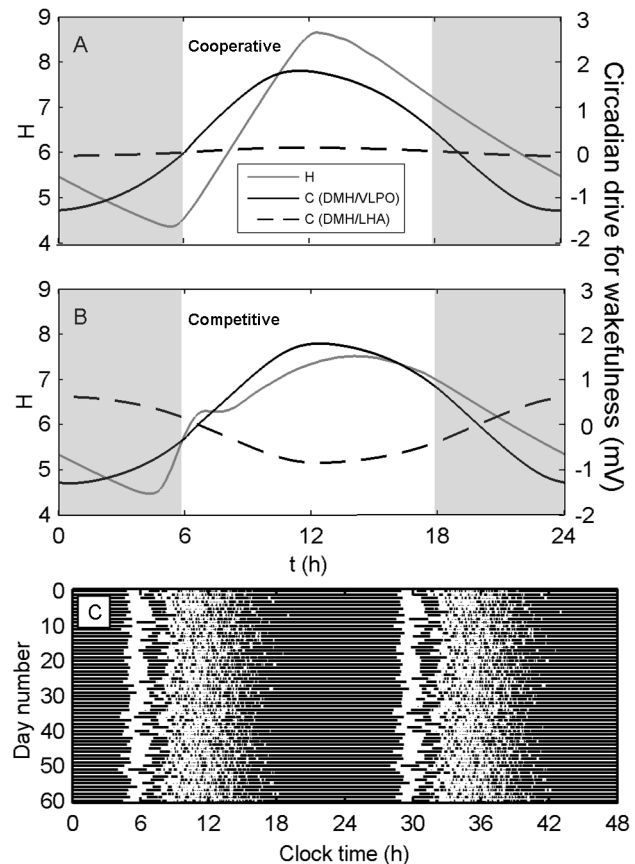 A
Cooperative
9
8
7
6
5
4
H
3
2
1
0
-1
-2
H
C (DMH/VLPO)
C (DMH/LHA)
B
Competitive
9
8
7
6
5
4
H
3
2
1
0
-1
-2
Circadian drive for wakefulness (mV)
0 6 12 18 24
t (h)
C
0
10
20
30
40
50
60
Day number
0 6 12 18 24 30 36 42 48
Clock time (h)